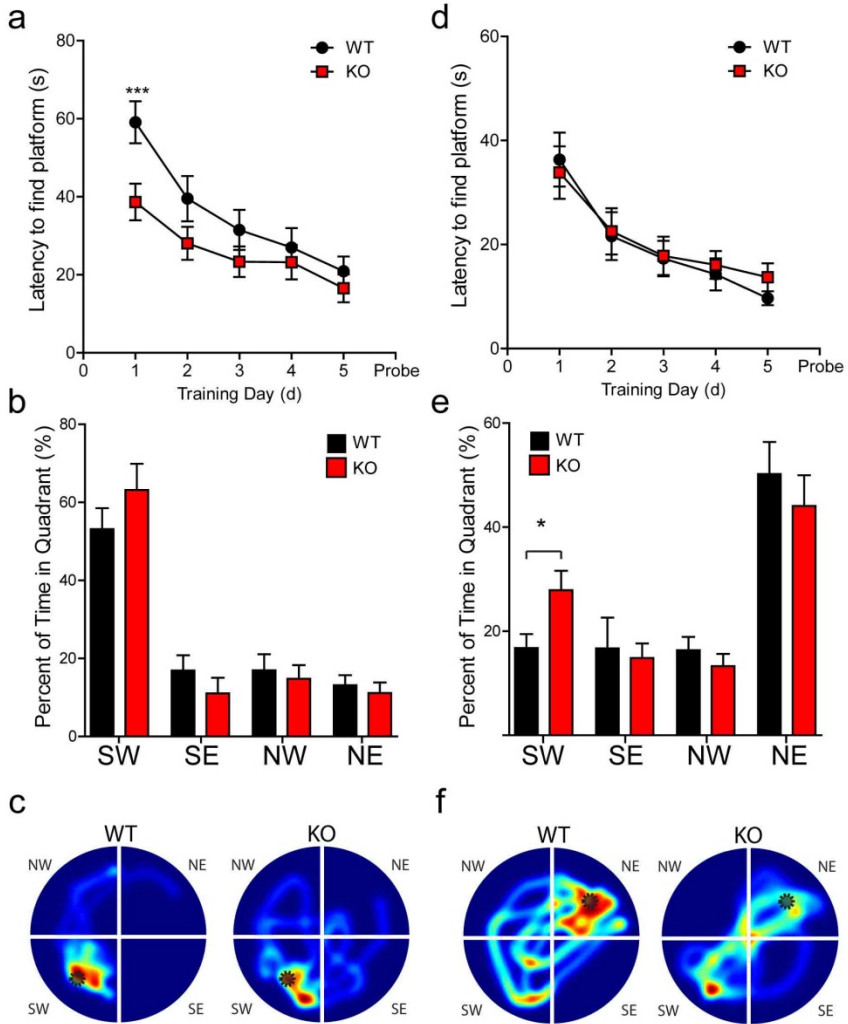 a
80
60
40
20
0
Latency to find platform (s)
***
WT
KO
0 1 2 3 4 5 Probe
Training Day (d)
d
60
40
20
0
Latency to find platform (s)
WT
KO
0 1 2 3 4 5 Probe
Training Day (d)
b
80
60
40
20
0
Percent of Time in Quadrant (%)
WT
KO
SW SE NW NE
e
60
40
20
Percent of Time in Quadrant (%)
WT
KO
*
SW SE NW NE
c
WT KO
NW NE NW NE
SW SE SW SE
f
WT KO
NW NE NW NE
SW SE SW SE